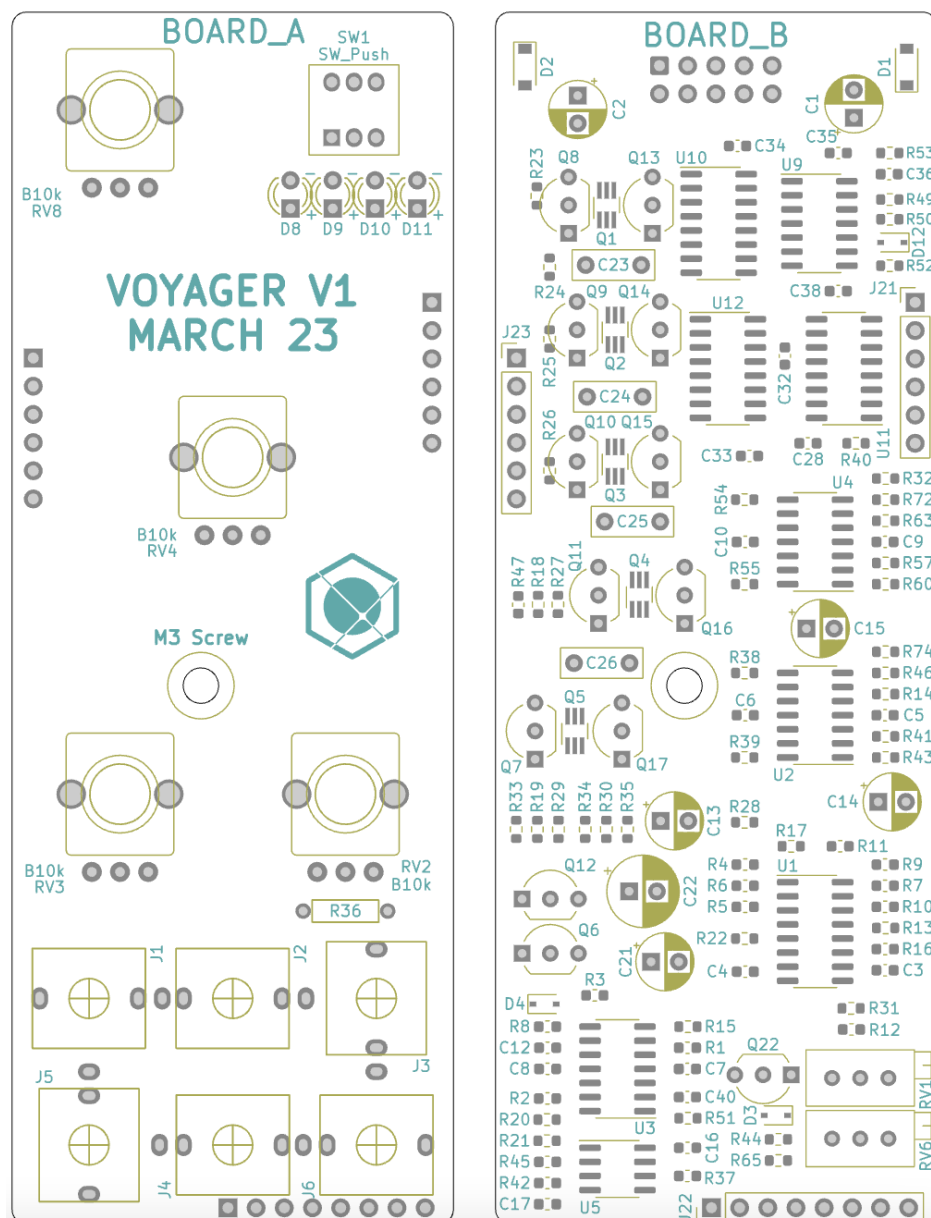 BOARD_A
SW1
SW_Push
B10k
RV8
D8
D9
D10
D11
VOYAGER V1
MARCH 23
B10k
RV4
M3 Screw
B10k
RV3
RV2
B10k
R36
J1
J2
J3
J5
J4
J6
BOARD_B
D2
D1
C2
C1
C34
C35
R53
C36
R49
R50
D12
R52
R23
Q8
Q13
U10
U9
Q1
C23
R24
Q9
Q14
U12
C38
J21
J23
R25
Q2
C32
C24
R26
Q10
Q15
C33
C28
R40
U11
Q3
R32
R54
U4
R72
R63
C25
C10
C9
R57
R55
R60
Q11
Q4
R47
R18
R27
Q16
C15
C26
R38
R74
R46
R14
C6
C5
R41
R39
R43
Q5
Q7
Q17
U2
C14
R33
R19
R29
R34
R30
R35
C13
R28
R17
R11
Q12
C22
R4
U1
R9
R6
R7
R5
R10
R13
Q6
R22
R16
C21
C4
C3
R3
D4
R31
R12
R8
R15
C12
R1
Q22
C8
C7
RV1
R2
C40
D3
R20
R51
U3
R21
C16
R44
RV6
R45
R65
R42
R37
C17
U5
J22